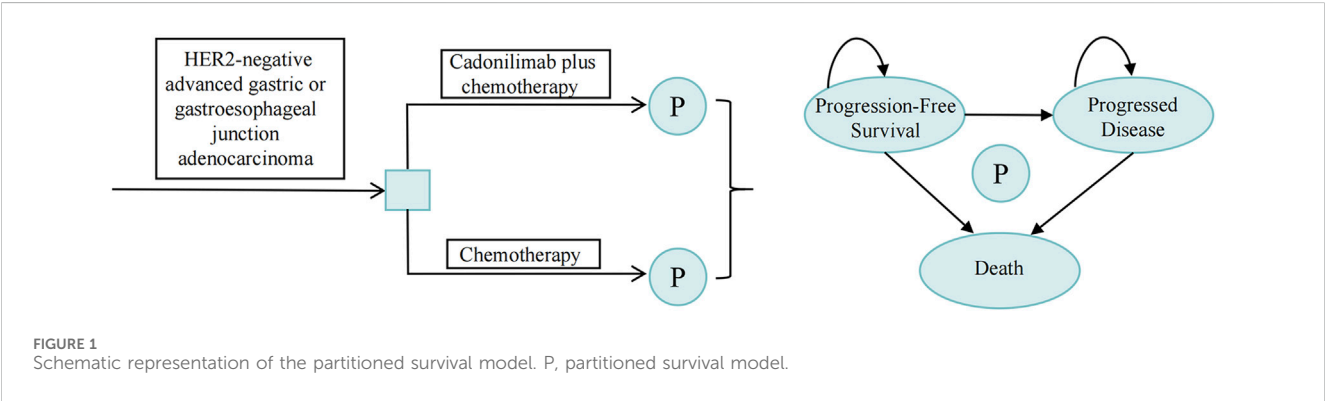 HER2-negative
advanced gastric or
gastroesophageal
junction
adenocarcinoma
Cadonilimab plus
chemotherapy
P
Chemotherapy
P
Progression-Free
Survival
Progressed
Disease
P
Death
FIGURE 1
Schematic representation of the partitioned survival model. P, partitioned survival model.